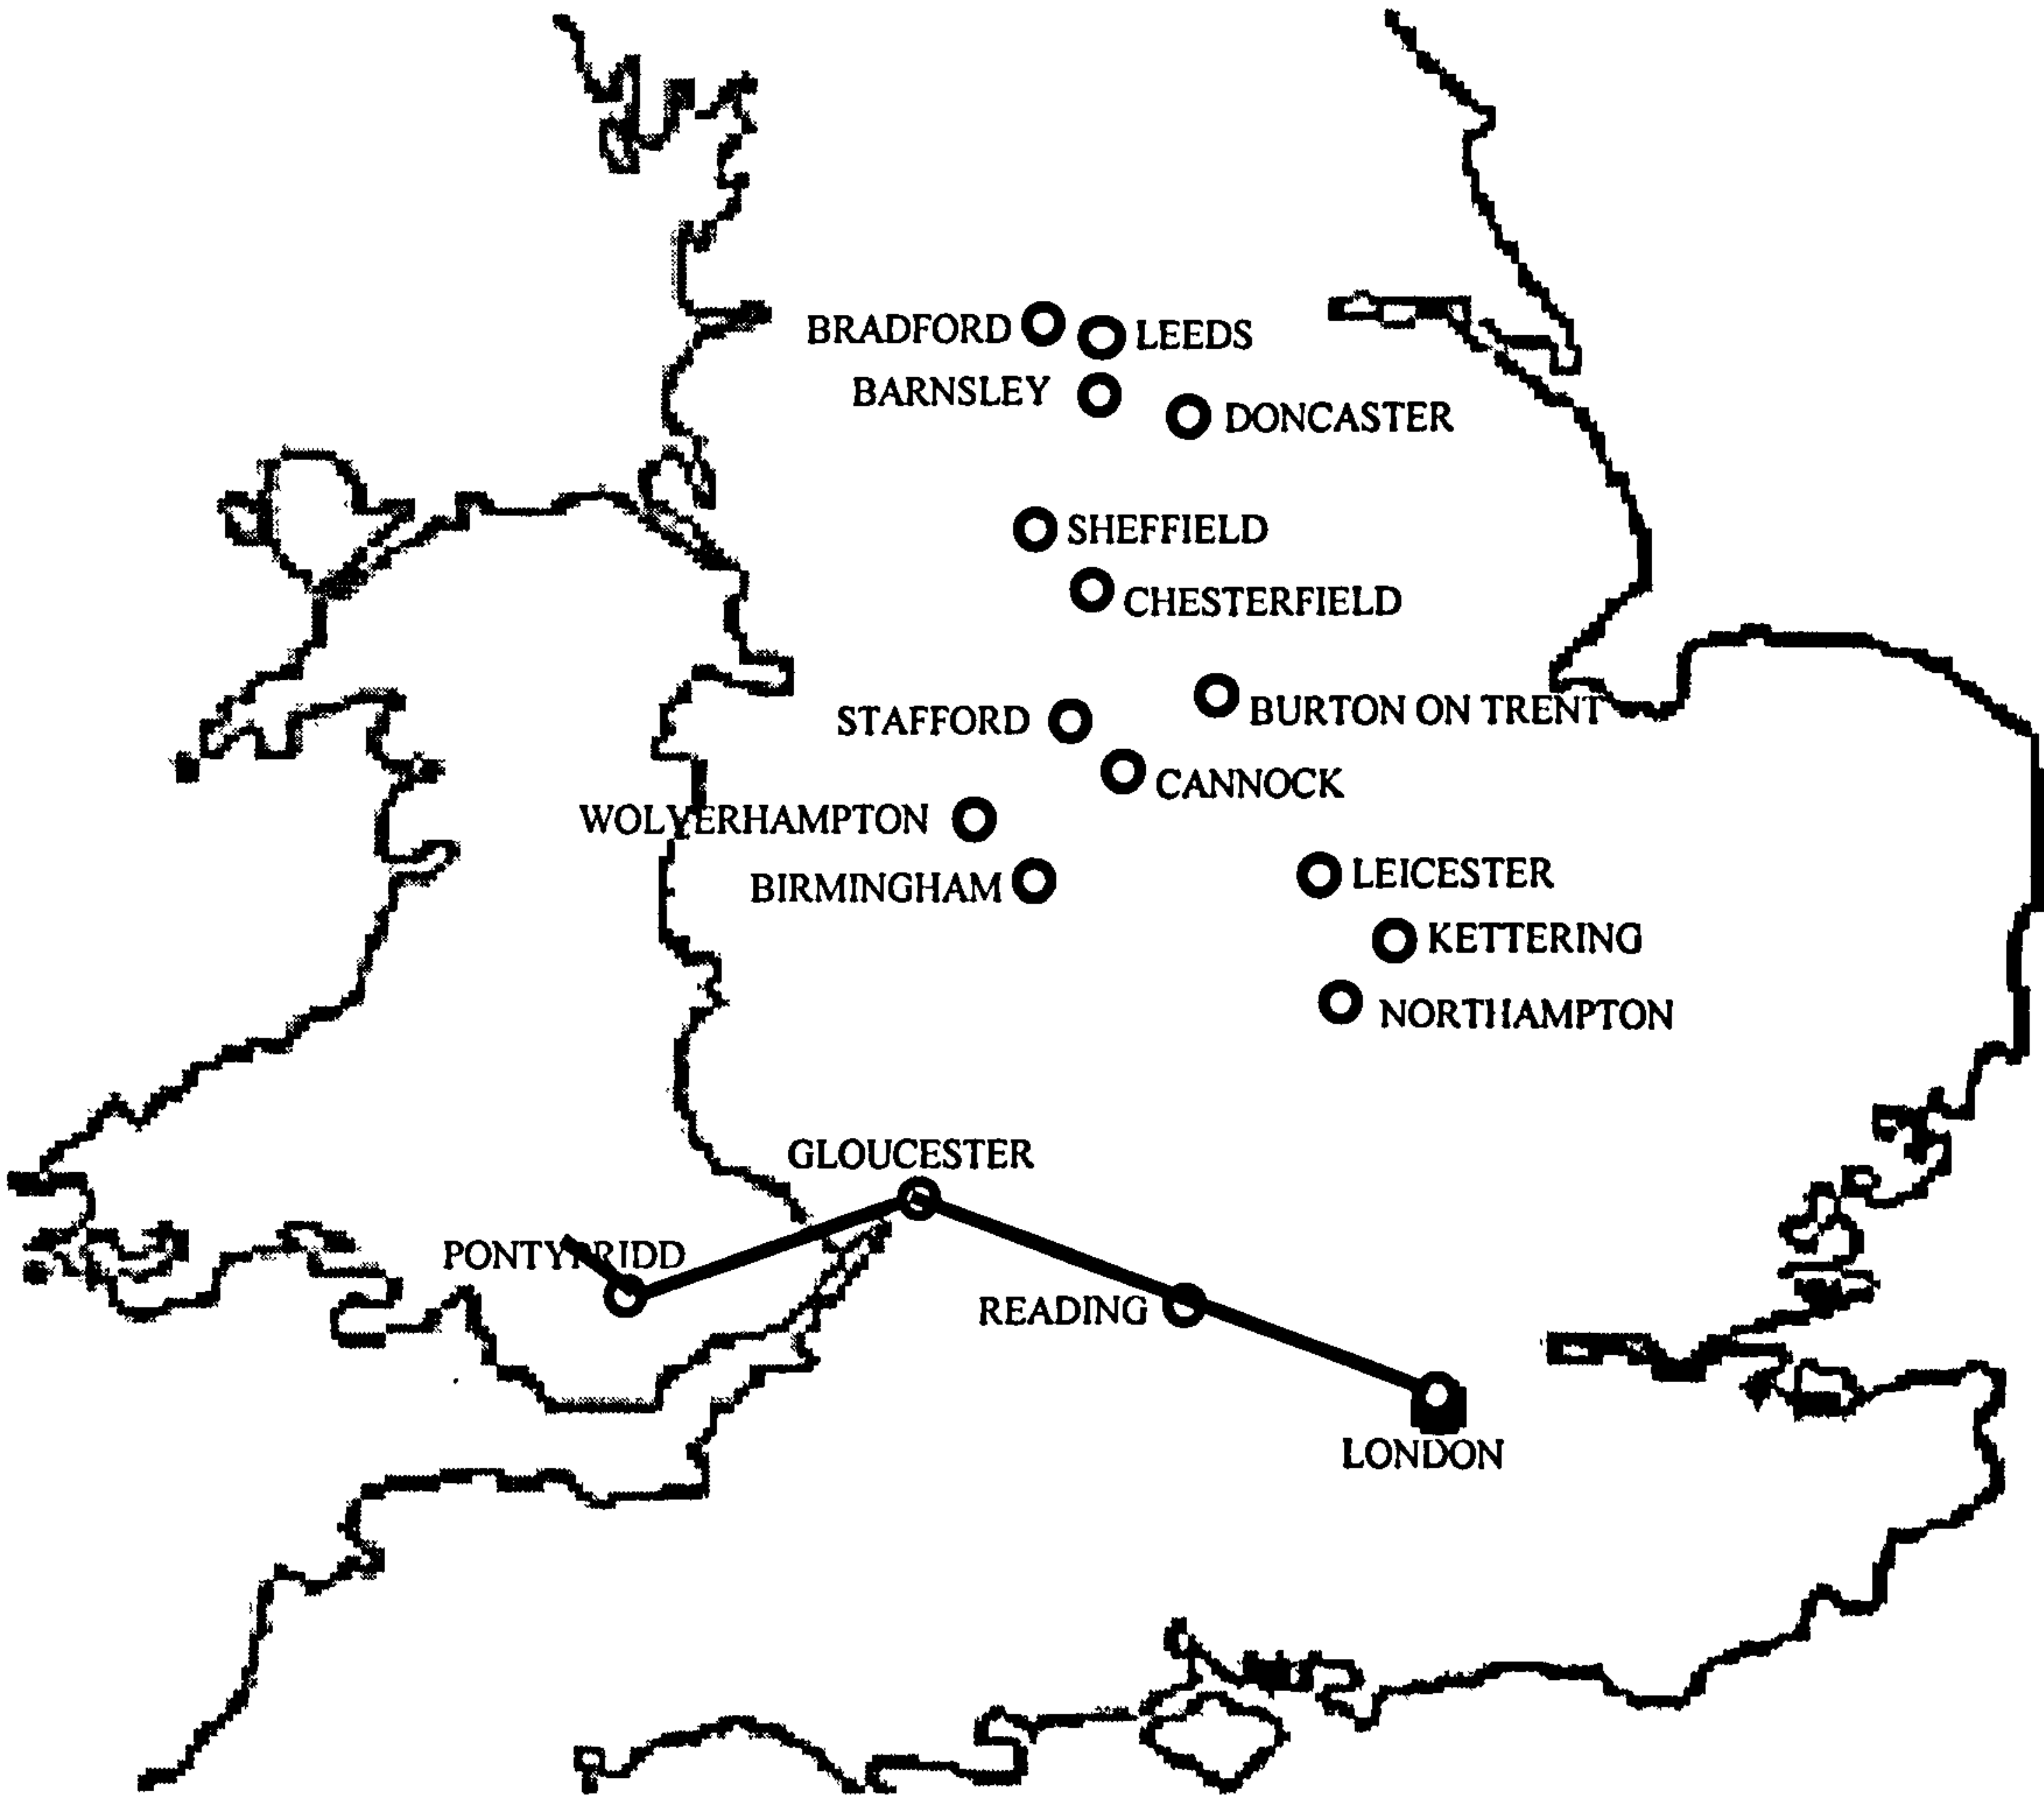 BRADFORD
LEEDS
BARNSLEY
DONCASTER
SHEFFIELD
CHESTERFIELD
BURTON ON TRENT
STAFFORD
CANNOCK
WOLVERHAMPTON
BIRMINGHAM
LEICESTER
KETTERING
NORTHAMPTON
GLOUCESTER
PONTYPRIDD
READING
LONDON